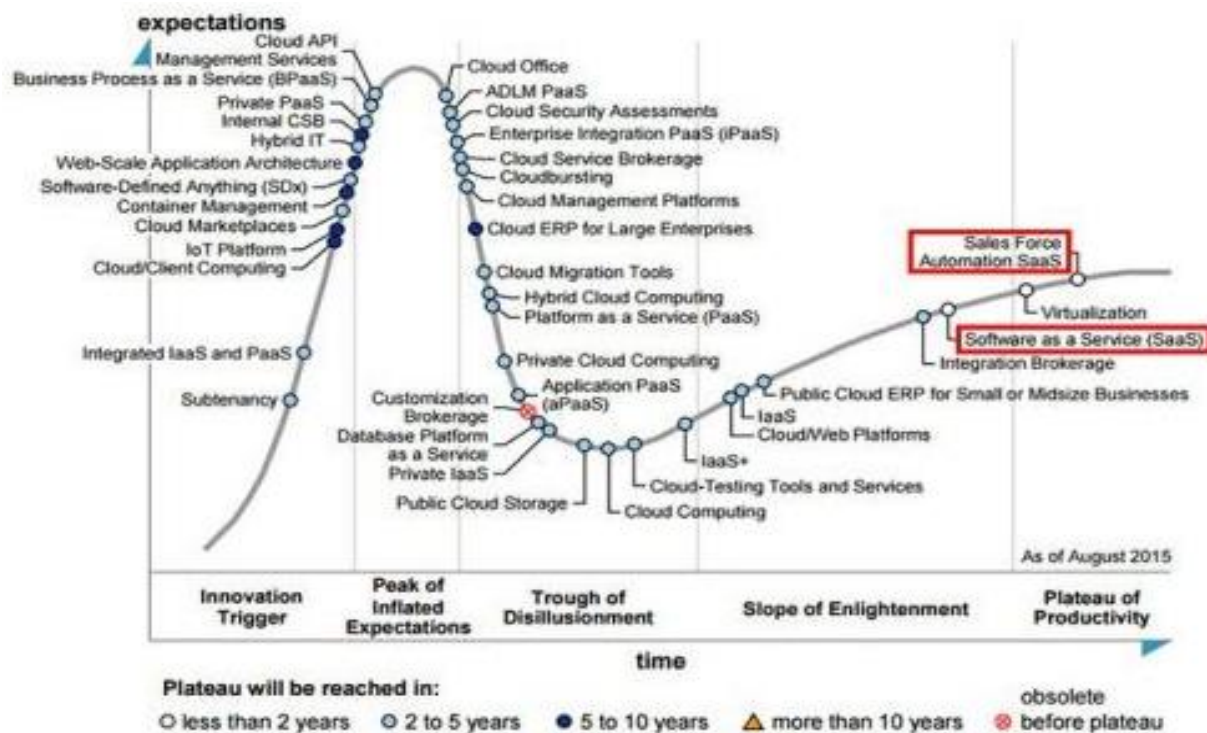 expectations
Cloud API
Management Services
Business Process as a Service (BPaaS)
Private PaaS
Internal CSB
Hybrid IT
Web-Scale Application Architecture
Software-Defined Anything (SDx)
Container Management
Cloud Marketplaces
IoT Platform
Cloud/Client Computing
Integrated IaaS and PaaS
Subtenancy
Cloud Office
ADLM PaaS
Cloud Security Assessments
Enterprise Integration PaaS (iPaaS)
Cloud Service Brokerage
Cloudbursting
Cloud Management Platforms
Cloud ERP for Large Enterprises
Cloud Migration Tools
Hybrid Cloud Computing
Platform as a Service (PaaS)
Private Cloud Computing
Application PaaS
(aPaaS)
Customization
Brokerage
Database Platform
as a Service
Private IaaS
Public Cloud Storage
Cloud Computing
Cloud-Testing Tools and Services
IaaS+
Cloud/Web Platforms
IaaS
Public Cloud ERP for Small or Midsize Businesses
Integration Brokerage
Software as a Service (SaaS)
Virtualization
Sales Force
Automation SaaS
As of August 2015
Innovation
Trigger
Peak of
Inflated
Expectations
Trough of
Disillusionment
Slope of Enlightenment
Plateau of
Productivity
time
Plateau will be reached in:
less than 2 years
2 to 5 years
5 to 10 years
more than 10 years
obsolete
before plateau